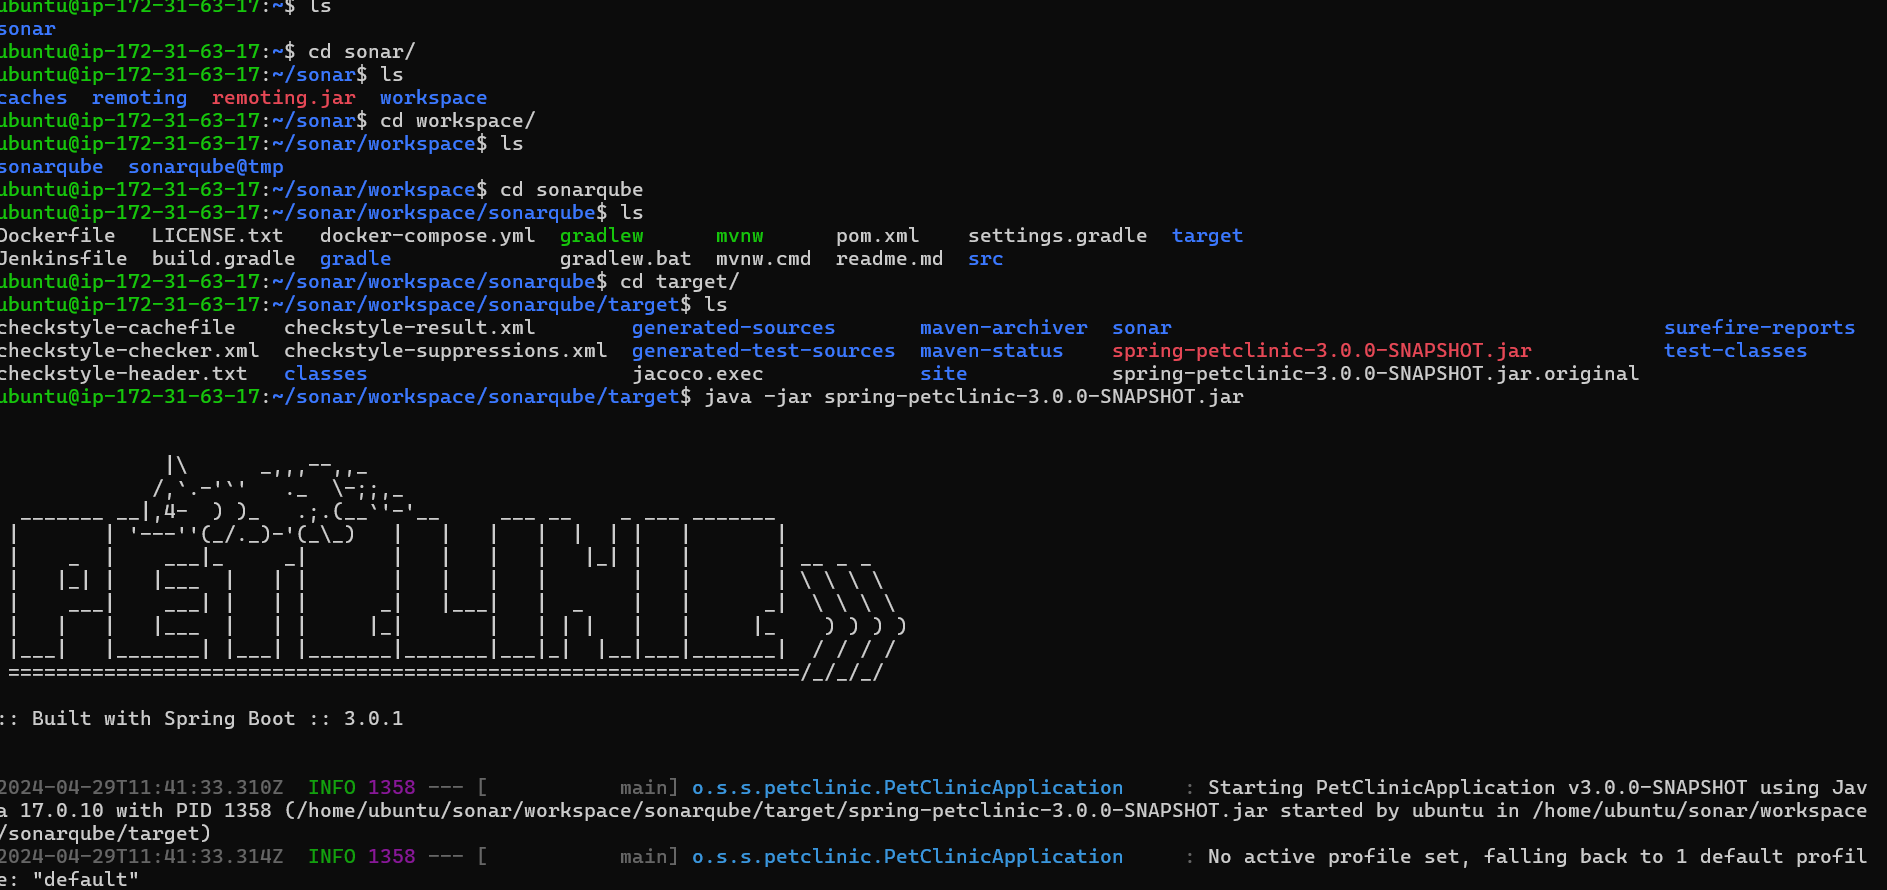 ubuntu@ip-172-31-63-17:~$ ls
sonar
ubuntu@ip-172-31-63-17:~$ cd sonar/
ubuntu@ip-172-31-63-17:~/sonar$ ls
caches  remoting  remoting.jar  workspace
ubuntu@ip-172-31-63-17:~/sonar$ cd workspace/
ubuntu@ip-172-31-63-17:~/sonar/workspace$ ls
sonarqube  sonarqube@tmp
ubuntu@ip-172-31-63-17:~/sonar/workspace$ cd sonarqube
ubuntu@ip-172-31-63-17:~/sonar/workspace/sonarqube$ ls
Dockerfile   LICENSE.txt   docker-compose.yml  gradlew      mvnw      pom.xml    settings.gradle  target
Jenkinsfile  build.gradle  gradle              gradlew.bat  mvnw.cmd  readme.md  src
ubuntu@ip-172-31-63-17:~/sonar/workspace/sonarqube$ cd target/
ubuntu@ip-172-31-63-17:~/sonar/workspace/sonarqube/target$ ls
checkstyle-cachefile    checkstyle-result.xml        generated-sources       maven-archiver  sonar                                         surefire-reports
checkstyle-checker.xml  checkstyle-suppressions.xml  generated-test-sources  maven-status    spring-petclinic-3.0.0-SNAPSHOT.jar           test-classes
checkstyle-header.txt   classes                      jacoco.exec             site            spring-petclinic-3.0.0-SNAPSHOT.jar.original
ubuntu@ip-172-31-63-17:~/sonar/workspace/sonarqube/target$ java -jar spring-petclinic-3.0.0-SNAPSHOT.jar
PETCLINIC
:: Built with Spring Boot :: 3.0.1
2024-04-29T11:41:33.310Z  INFO 1358 --- [           main] o.s.s.petclinic.PetClinicApplication     : Starting PetClinicApplication v3.0.0-SNAPSHOT using Jav
a 17.0.10 with PID 1358 (/home/ubuntu/sonar/workspace/sonarqube/target/spring-petclinic-3.0.0-SNAPSHOT.jar started by ubuntu in /home/ubuntu/sonar/workspace
/sonarqube/target)
2024-04-29T11:41:33.314Z  INFO 1358 --- [           main] o.s.s.petclinic.PetClinicApplication     : No active profile set, falling back to 1 default profil
e: "default"